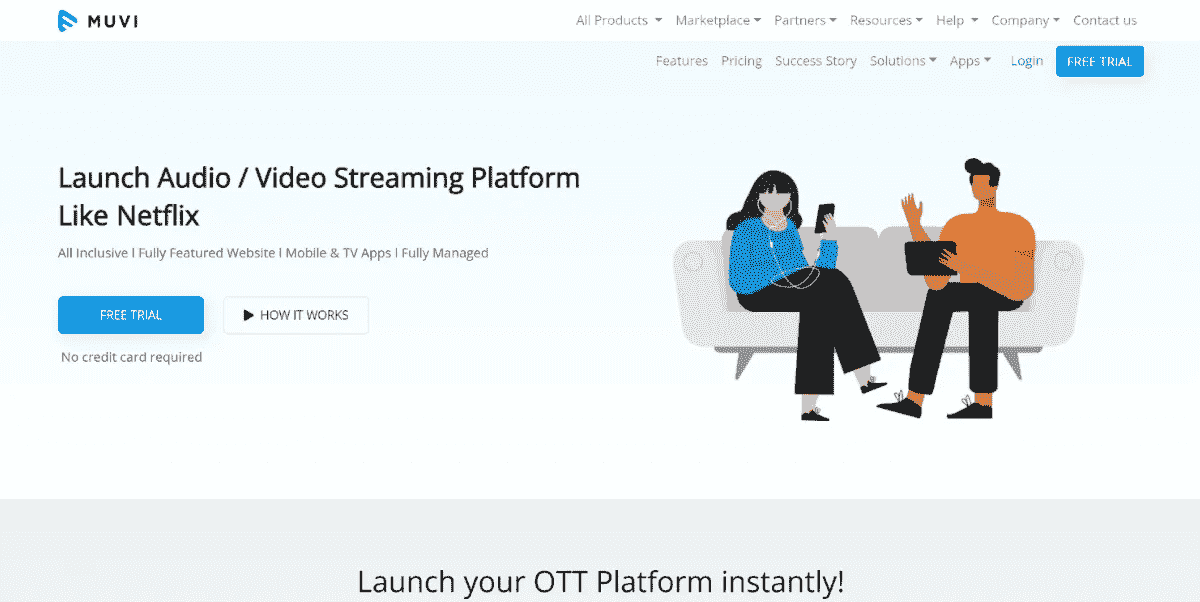 MUVI
All Products Marketplace Partners Resources Help Company Contact us
Features Pricing Success Story Solutions Apps Login FREE TRIAL
Launch Audio / Video Streaming Platform
Like Netflix
All Inclusive l Fully Featured Website l Mobile & TV Apps l Fully Managed
FREE TRIAL HOW IT WORKS
No credit card required
Launch your OTT Platform instantly!